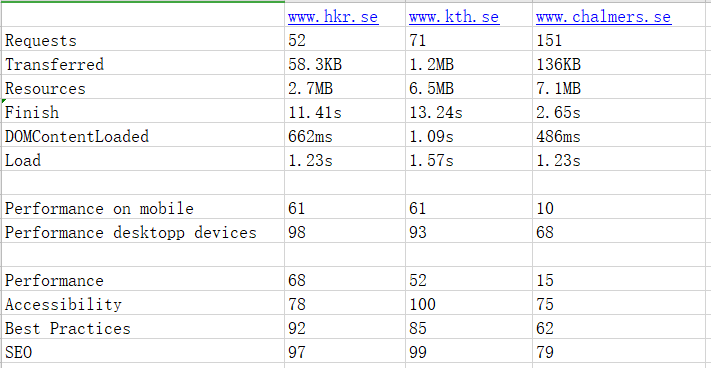 www.hkr.se www.kth.se www.chalmers.se
Requests 52 71 151
Transferred 58.3KB 1.2MB 136KB
Resources 2.7MB 6.5MB 7.1MB
Finish 11.41s 13.24s 2.65s
DOMContentLoaded 662ms 1.09s 486ms
Load 1.23s 1.57s 1.23s
Performance on mobile 61 61 10
Performance desktopp devices 98 93 68
Performance 68 52 15
Accessibility 78 100 75
Best Practices 92 85 62
SEO 97 99 79